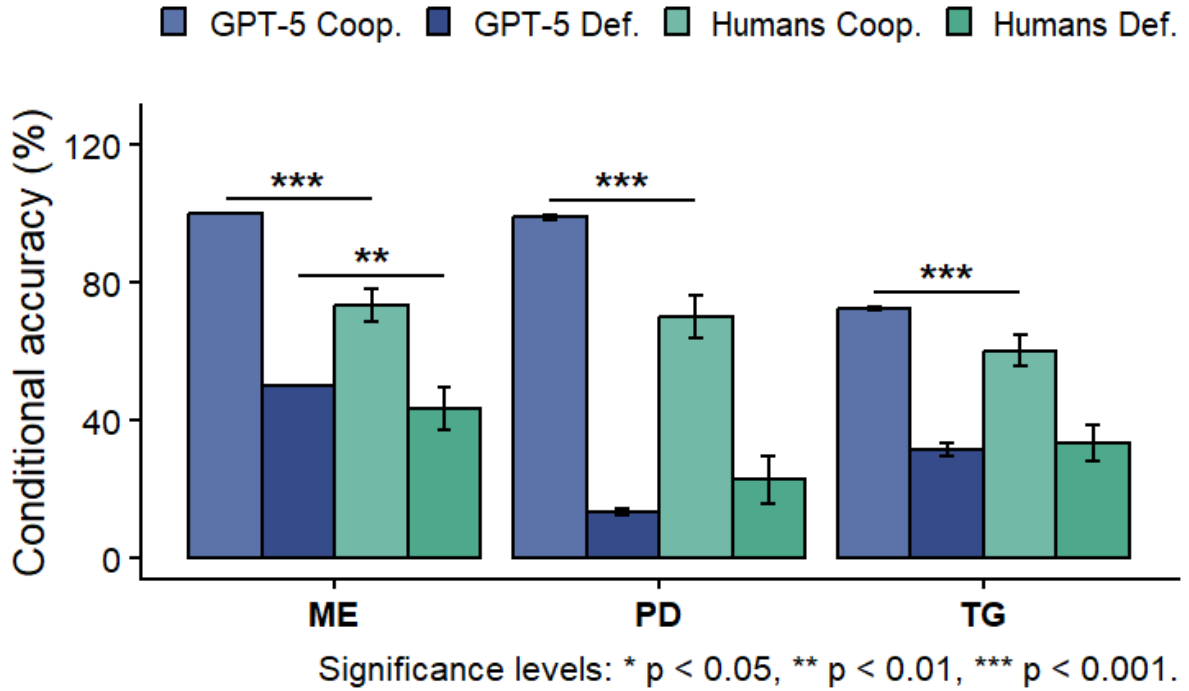 GPT-5 Coop. GPT-5 Def. Humans Coop. Humans Def.
Conditional accuracy (%)
120
80
40
0
***
**
***
***
ME PD TG
Significance levels: * p < 0.05, ** p < 0.01, *** p < 0.001.